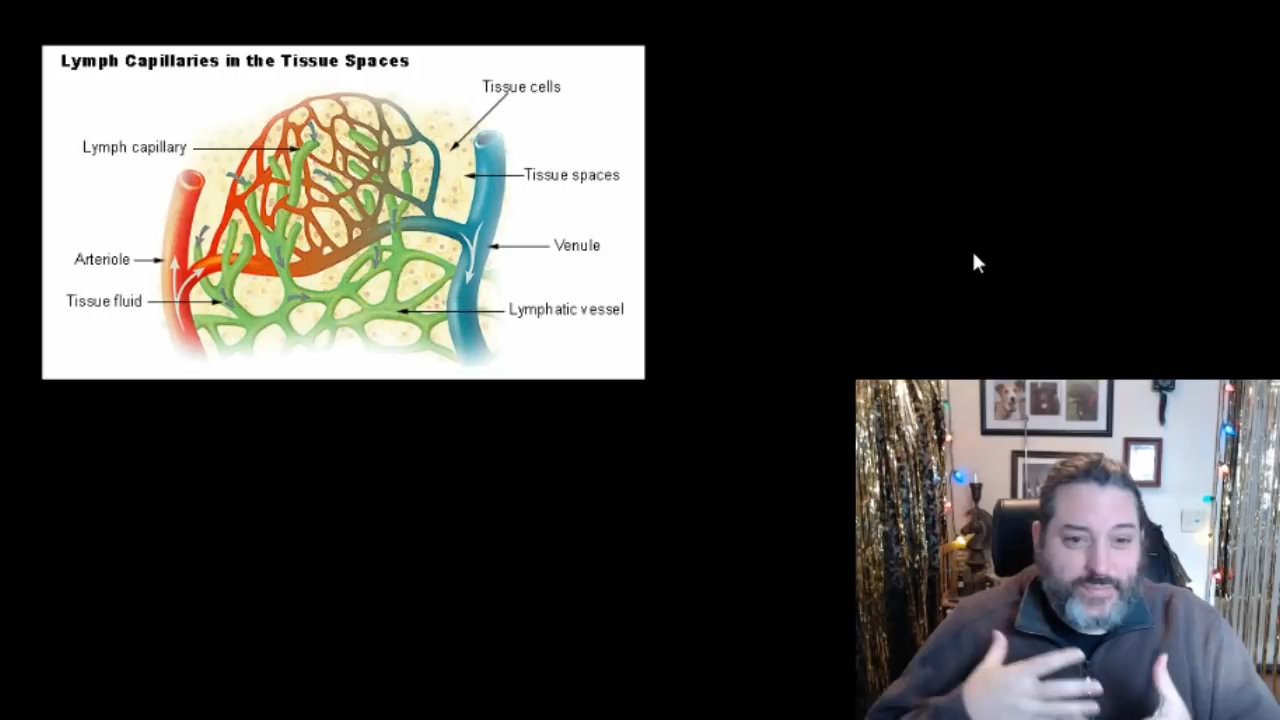 Lymph Capillaries in the Tissue Spaces
Tissue cells
Lymph capillary
Tissue spaces
Venule
Arteriole
Tissue fluid
Lymphatic vessel